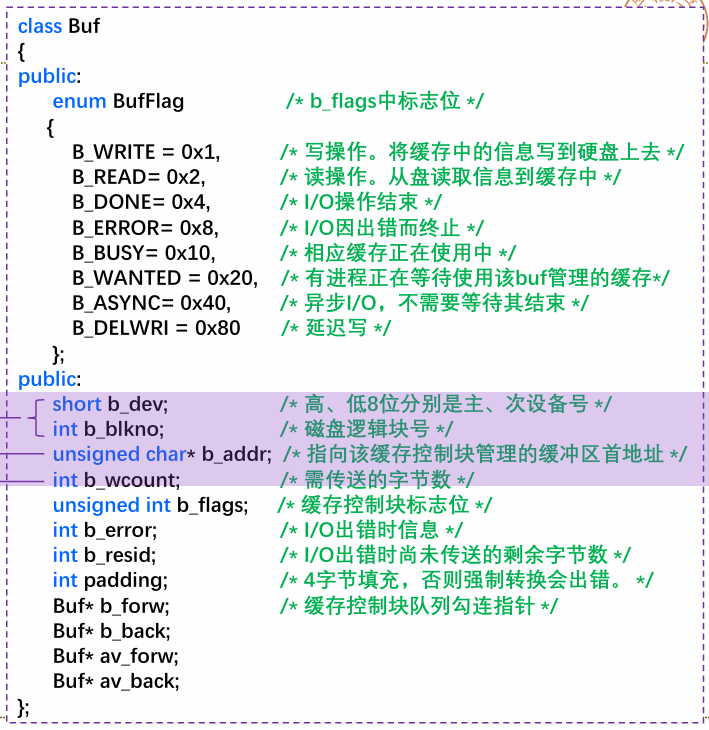 class Buf
{
public:
enum BufFlag /* b_flags中标志位 */
{
B_WRITE = 0x1, /* 写操作。将缓存中的信息写到硬盘上去 */
B_READ= 0x2, /* 读操作。从盘读取信息到缓存中 */
B_DONE= 0x4, /* I/O操作结束 */
B_ERROR= 0x8, /* I/O因出错而终止 */
B_BUSY= 0x10, /* 相应缓存正在使用中 */
B_WANTED = 0x20, /* 有进程正在等待使用该buf管理的缓存*/
B_ASYNC= 0x40, /* 异步I/O，不需要等待其结束 */
B_DELWRI = 0x80 /* 延迟写 */
};
public:
short b_dev; /* 高、低8位分别是主、次设备号 */
int b_blkno; /* 磁盘逻辑块号 */
unsigned char* b_addr; /* 指向该缓存控制块管理的缓冲区首地址 */
int b_wcount; /* 需传送的字节数 */
unsigned int b_flags; /* 缓存控制块标志位 */
int b_error; /* I/O出错时信息 */
int b_resid; /* I/O出错时尚未传送的剩余字节数 */
int padding; /* 4字节填充，否则强制转换会出错。 */
Buf* b_forw; /* 缓存控制块队列勾连指针 */
Buf* b_back;
Buf* av_forw;
Buf* av_back;
};